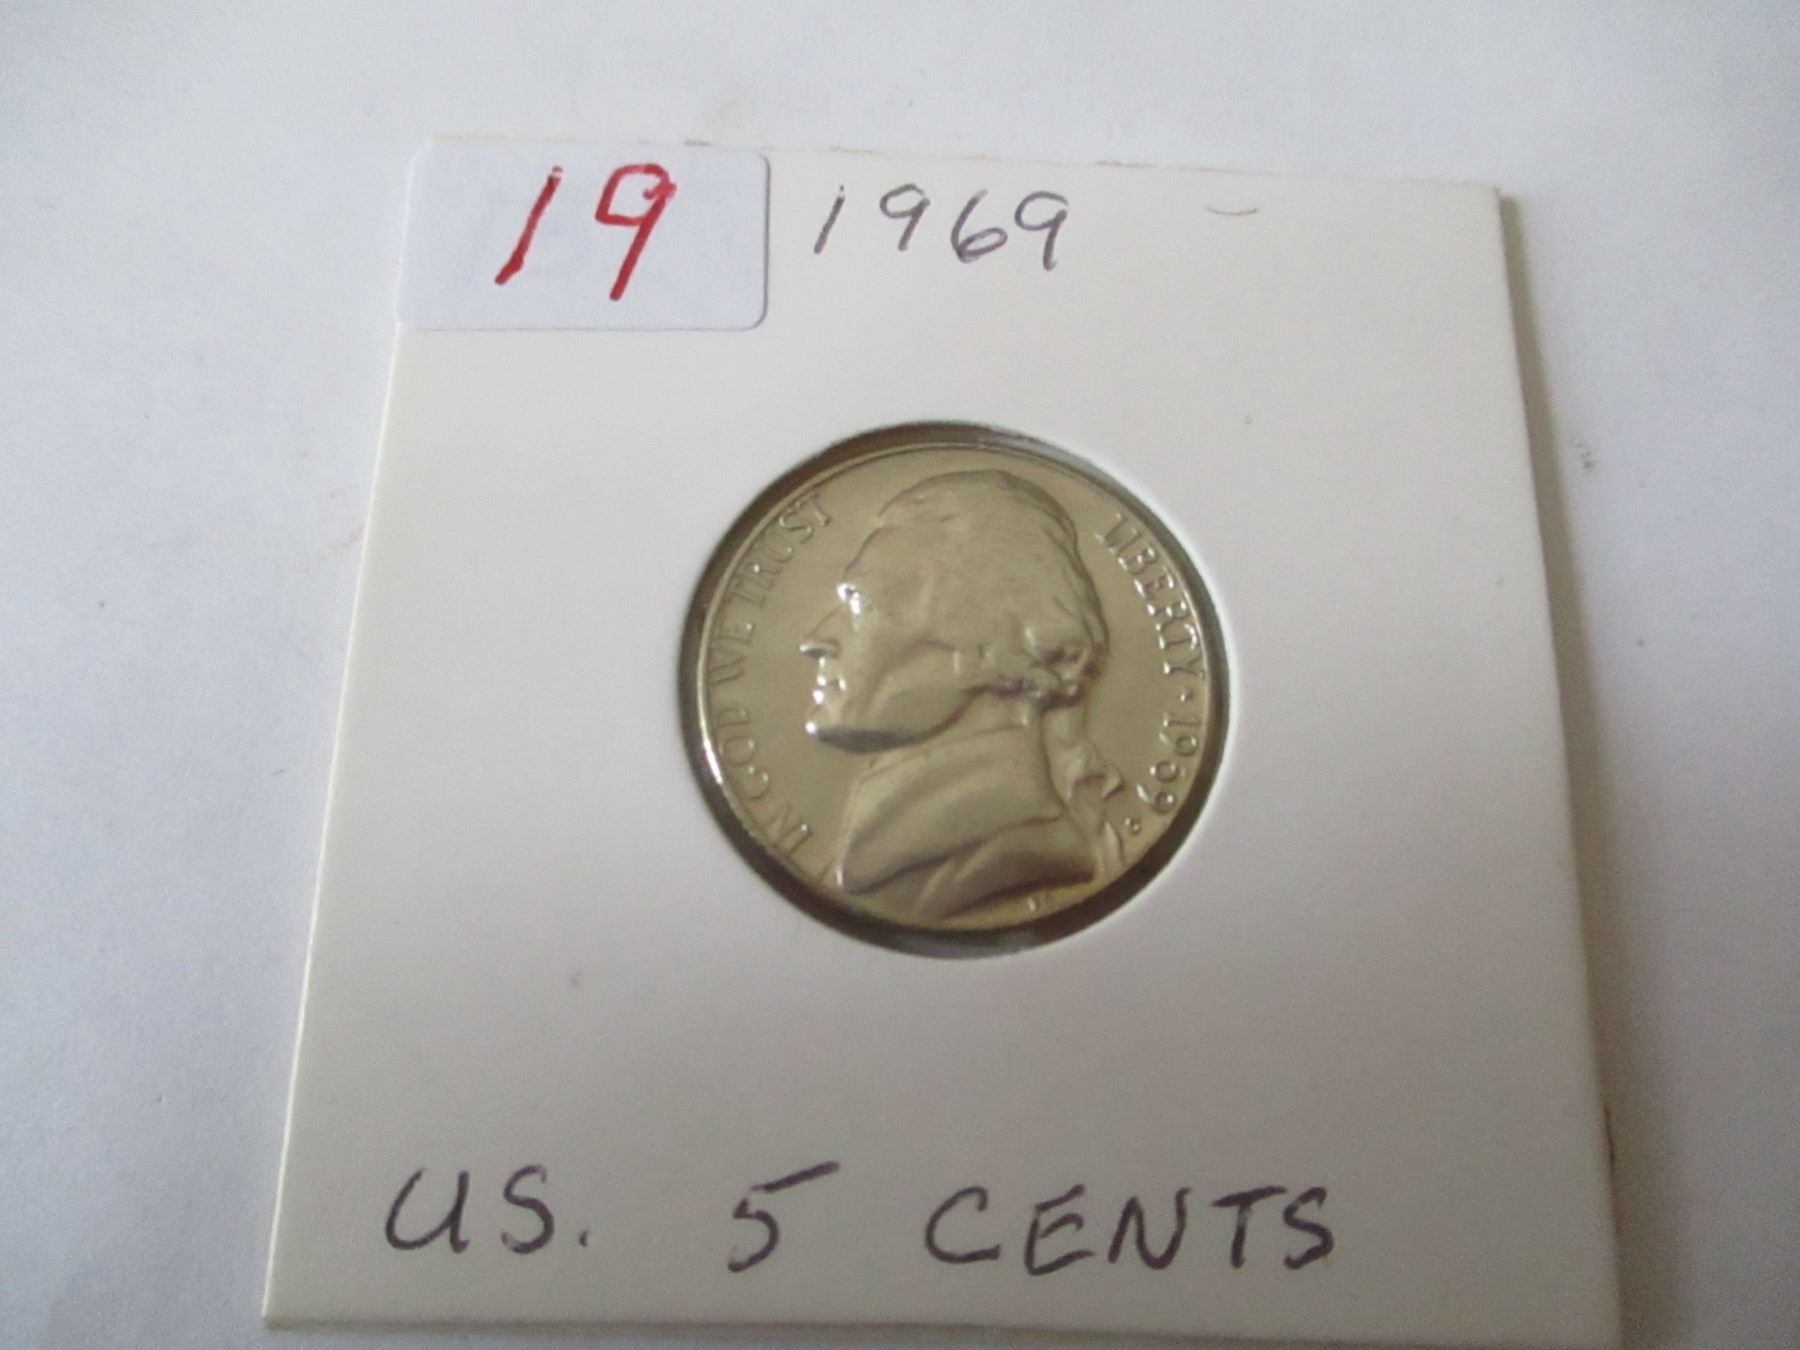 19
1969
IN GOD WE TRUST
LIBERTY · 1969
US. 5 CENTS